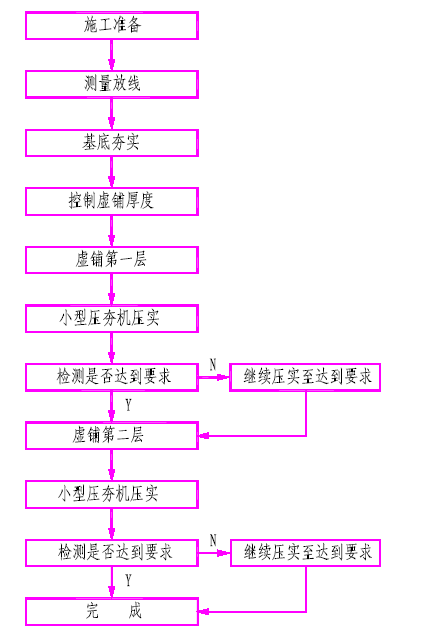 施工准备
测量放线
基底夯实
控制虚铺厚度
虚铺第一层
小型压夯机压实
检测是否达到要求
N
继续压实至达到要求
Y
虚铺第二层
小型压夯机压实
检测是否达到要求
N
继续压实至达到要求
Y
完 成